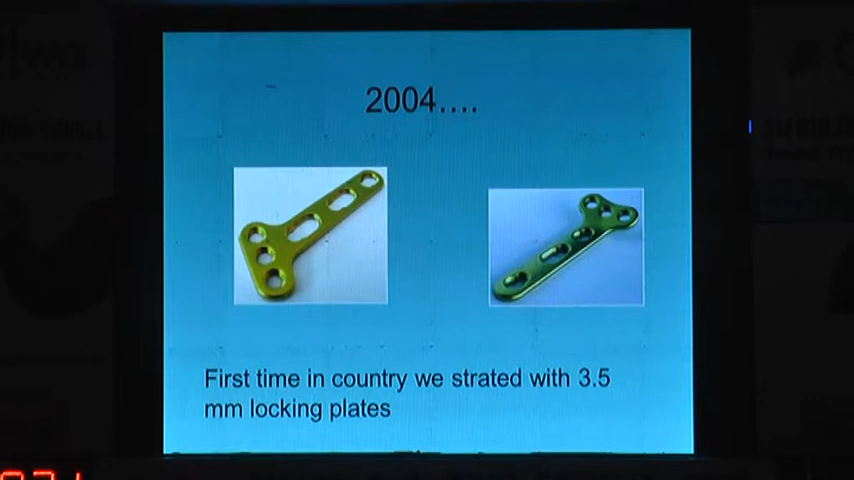 2004....
First time in country we strated with 3.5
mm locking plates